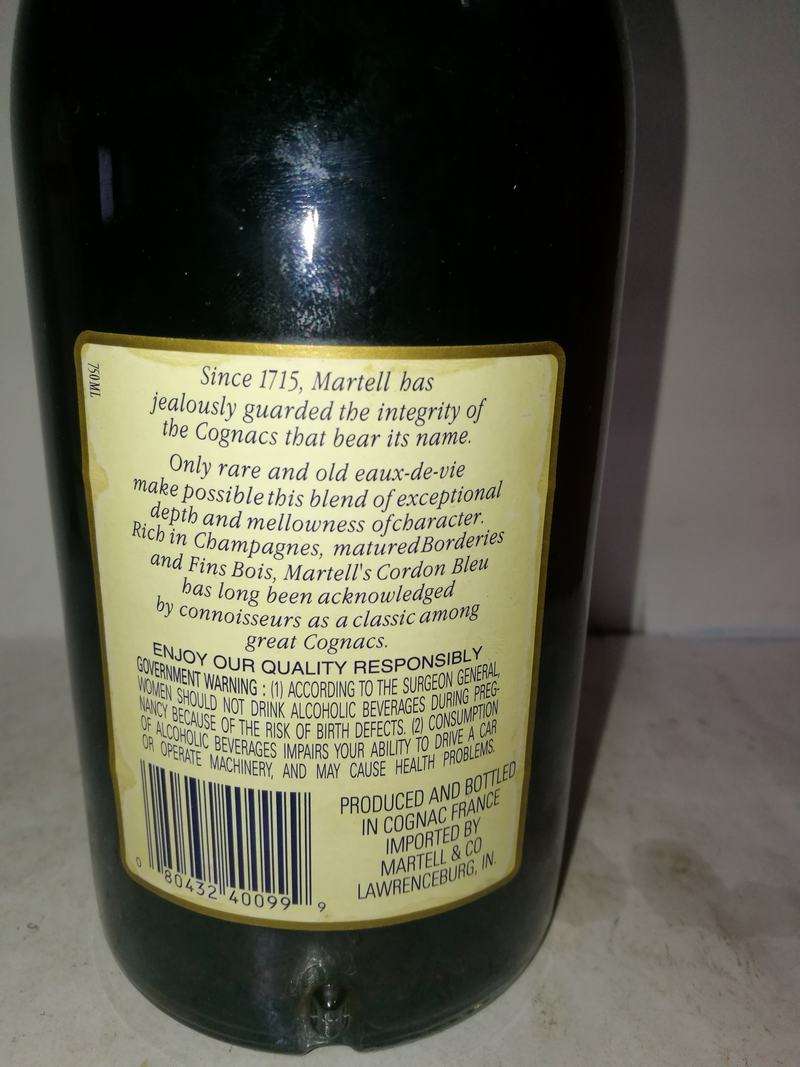 750 ML
Since 1715, Martell has
jealously guarded the integrity of
the Cognacs that bear its name.
Only rare and old eaux-de-vie
make possible this blend of exceptional
depth and mellowness of character.
Rich in Champagnes, matured Borderies
and Fins Bois, Martell's Cordon Bleu
has long been acknowledged
by connoisseurs as a classic among
great Cognacs.
ENJOY OUR QUALITY RESPONSIBLY
GOVERNMENT WARNING : (1) ACCORDING TO THE SURGEON GENERAL,
WOMEN SHOULD NOT DRINK ALCOHOLIC BEVERAGES DURING PREG-
NANCY BECAUSE OF THE RISK OF BIRTH DEFECTS. (2) CONSUMPTION
OF ALCOHOLIC BEVERAGES IMPAIRS YOUR ABILITY TO DRIVE A CAR
OR OPERATE MACHINERY, AND MAY CAUSE HEALTH PROBLEMS.
PRODUCED AND BOTTLED
IN COGNAC FRANCE
IMPORTED BY
MARTELL & CO
LAWRENCEBURG, IN.
0 80432 40099 9